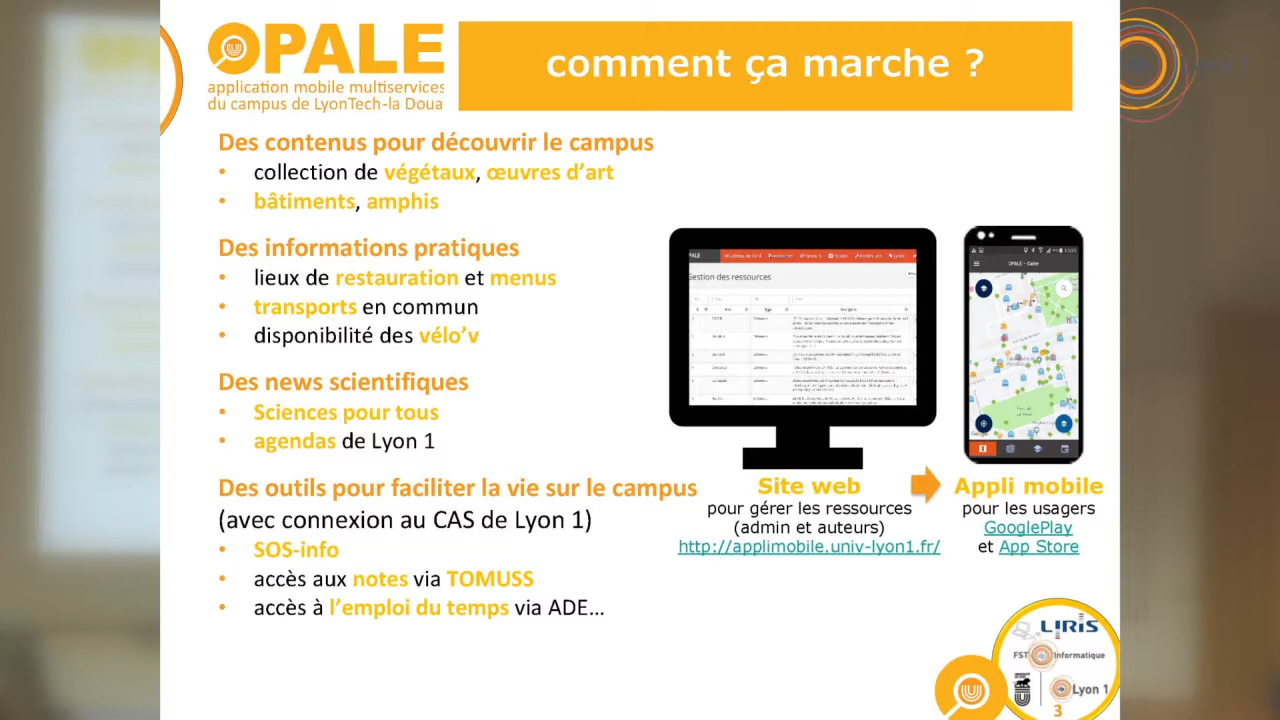 OPALE
application mobile multiservices
du campus de LyonTech-la Doua
comment ça marche ?
Des contenus pour découvrir le campus
• collection de végétaux, œuvres d’art
• bâtiments, amphis
Des informations pratiques
• lieux de restauration et menus
• transports en commun
• disponibilité des vélo’v
Des news scientifiques
• Sciences pour tous
• agendas de Lyon 1
Des outils pour faciliter la vie sur le campus
(avec connexion au CAS de Lyon 1)
• SOS-info
• accès aux notes via TOMUSS
• accès à l’emploi du temps via ADE…
Gestion des ressources
OPALE - Carte
Site web
pour gérer les ressources
(admin et auteurs)
http://applimobile.univ-lyon1.fr/
Appli mobile
pour les usagers
GooglePlay
et App Store
LIRIS
FST Informatique
Lyon 1
3